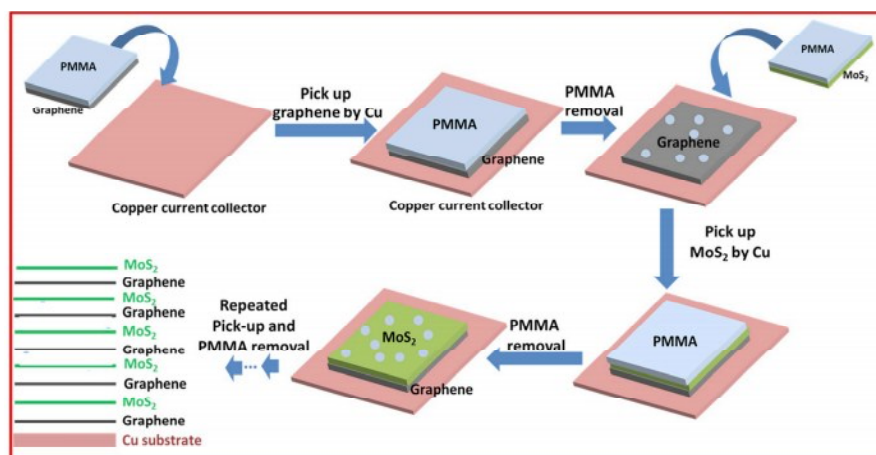 PMMA
Graphene
Copper current collector
Pick up
graphene by Cu
PMMA
Graphene
Copper current collector
PMMA
removal
Graphene
PMMA
MoS₂
Pick up
MoS₂ by Cu
PMMA
PMMA
removal
MoS₂
Graphene
Repeated
Pick-up and
PMMA removal
MoS₂
Graphene
MoS₂
Graphene
MoS₂
Graphene
MoS₂
Graphene
MoS₂
Graphene
Cu substrate